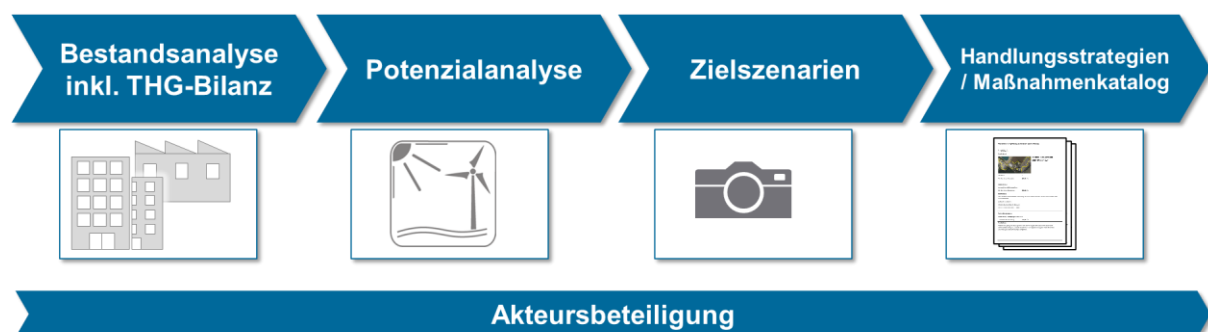 Bestandsanalyse
inkl. THG-Bilanz
Potenzialanalyse
Zielszenarien
Handlungsstrategien
/ Maßnahmenkatalog
Akteursbeteiligung